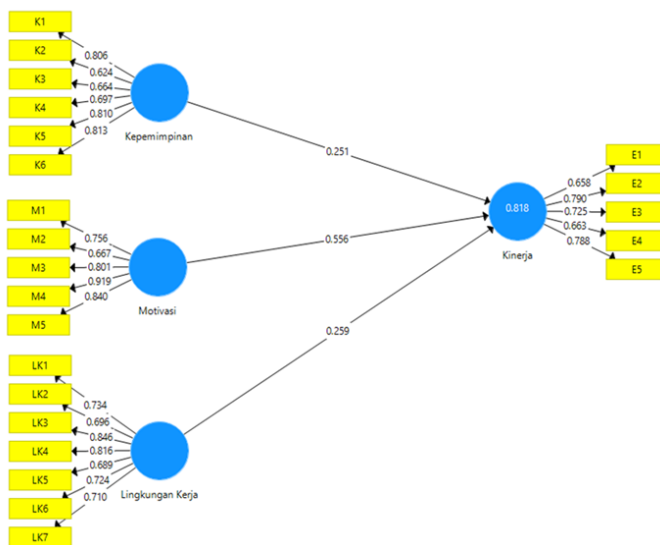 K1
K2
K3
K4
K5
K6
0.806
0.624
0.664
0.697
0.810
0.813
Kepemimpinan
M1
M2
M3
M4
M5
0.756
0.667
0.801
0.919
0.840
Motivasi
LK1
LK2
LK3
LK4
LK5
LK6
LK7
0.734
0.696
0.846
0.816
0.689
0.724
0.710
Lingkungan Kerja
0.251
0.556
0.259
0.818
Kinerja
0.658
0.790
0.725
0.663
0.788
E1
E2
E3
E4
E5